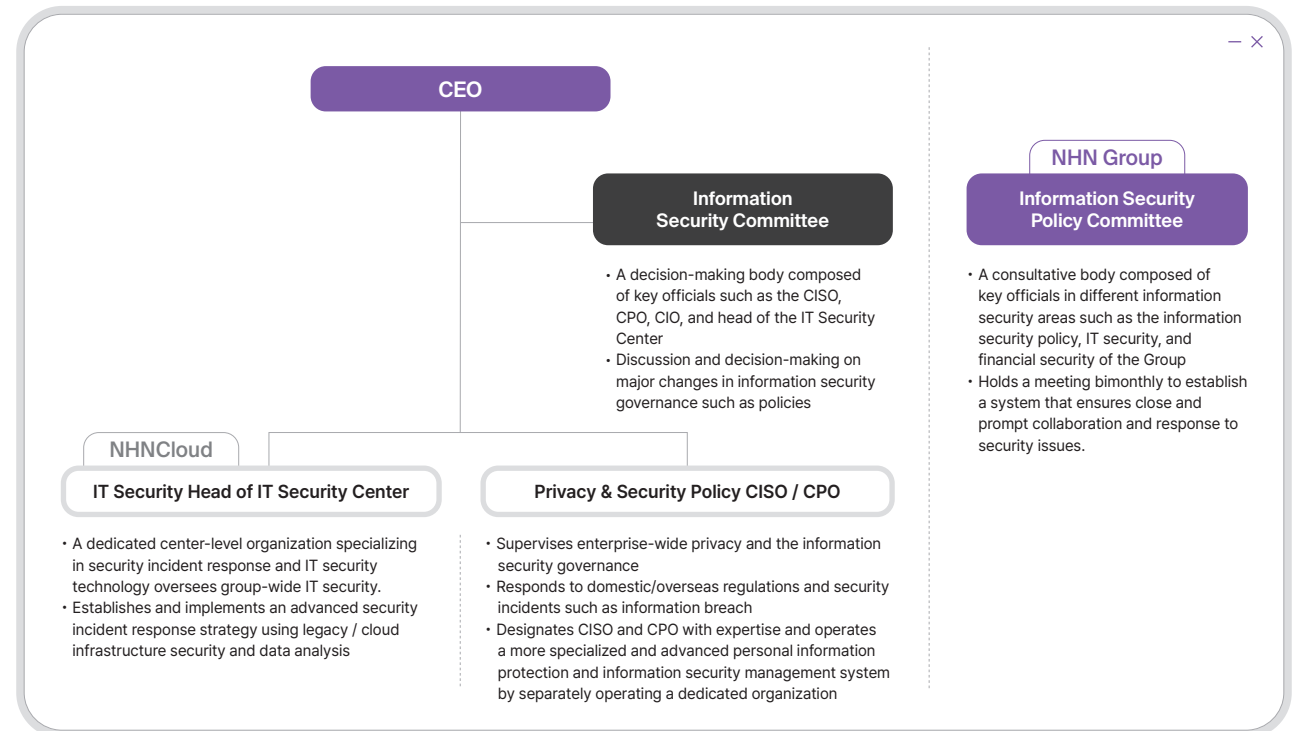 CEO
Information
Security Committee
• A decision-making body composed
of key officials such as the CISO,
CPO, CIO, and head of the IT Security
Center
• Discussion and decision-making on
major changes in information security
governance such as policies
NHNCloud
IT Security Head of IT Security Center
• A dedicated center-level organization specializing
in security incident response and IT security
technology oversees group-wide IT security.
• Establishes and implements an advanced security
incident response strategy using legacy / cloud
infrastructure security and data analysis
Privacy & Security Policy CISO / CPO
• Supervises enterprise-wide privacy and the information
security governance
• Responds to domestic/overseas regulations and security
incidents such as information breach
• Designates CISO and CPO with expertise and operates
a more specialized and advanced personal information
protection and information security management system
by separately operating a dedicated organization
NHN Group
Information Security
Policy Committee
• A consultative body composed of
key officials in different information
security areas such as the information
security policy, IT security, and
financial security of the Group
• Holds a meeting bimonthly to establish
a system that ensures close and
prompt collaboration and response to
security issues.